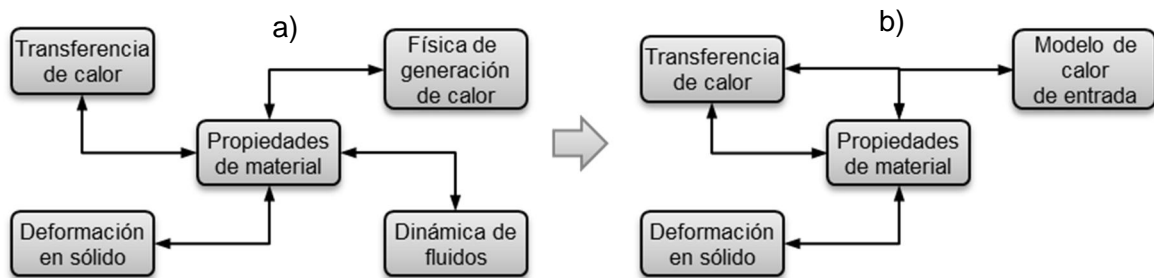 a)
Transferencia
de calor
Física de
generación
de calor
Propiedades
de material
Deformación
en sólido
Dinámica de
fluidos
b)
Transferencia
de calor
Modelo de
calor
de entrada
Propiedades
de material
Deformación
en sólido